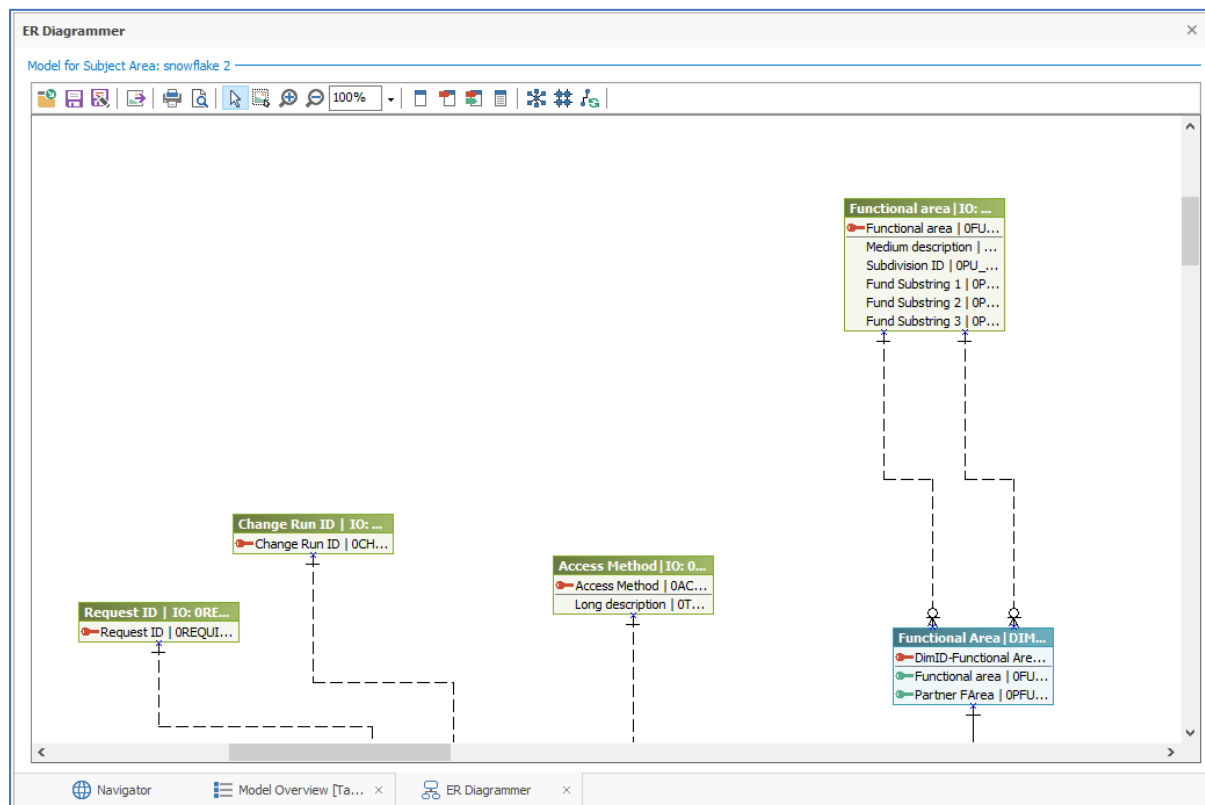 ER Diagrammer
Model for Subject Area: snowflake 2
100%
Functional area|IO: ...
Functional area | 0FU...
Medium description | ...
Subdivision ID | 0PU_...
Fund Substring 1 | 0P...
Fund Substring 2 | 0P...
Fund Substring 3 | 0P...
Change Run ID | IO: ...
Change Run ID | 0CH...
Access Method|IO: 0...
Access Method | 0AC...
Long description | 0T...
Request ID | IO: 0RE...
Request ID | 0REQUI...
Functional Area|DIM...
DimID-Functional Are...
Functional area | 0FU...
Partner FArea | 0PFU...
Navigator
Model Overview [Ta...
ER Diagrammer